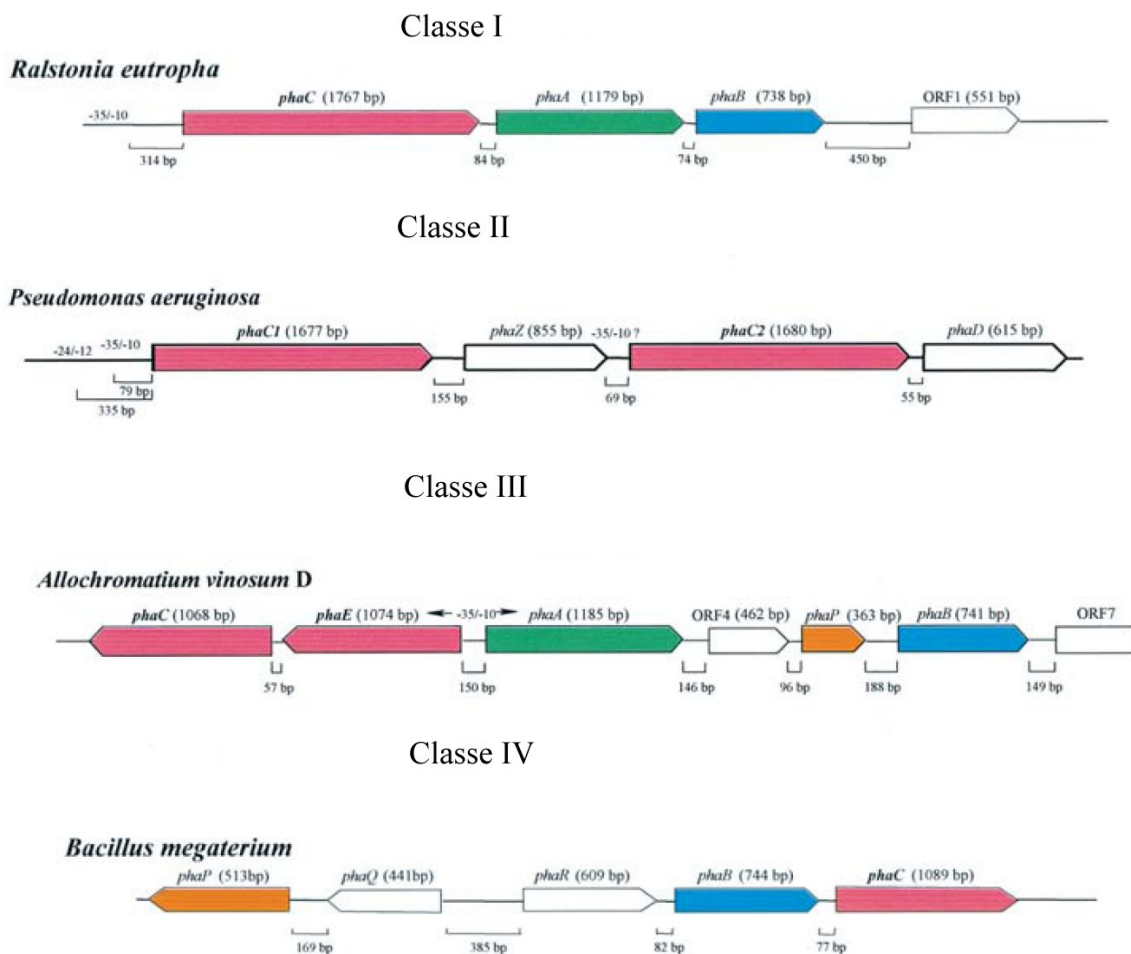 Classe I
Ralstonia eutropha
phaC (1767 bp) phaA (1179 bp) phaB (738 bp) ORF1 (551 bp)
-35/-10
314 bp 84 bp 74 bp 450 bp
Classe II
Pseudomonas aeruginosa
phaC1 (1677 bp) phaZ (855 bp) -35/-10 ? phaC2 (1680 bp) phaD (615 bp)
-24/-12 -35/-10
79 bp 155 bp 69 bp 55 bp
335 bp
Classe III
Allochromatium vinosum D
phaC (1068 bp) phaE (1074 bp) -35/-10 phaA (1185 bp) ORF4 (462 bp) phaP (363 bp) phaB (741 bp) ORF7
57 bp 150 bp 146 bp 96 bp 188 bp 149 bp
Classe IV
Bacillus megaterium
phaP (513bp) phaQ (441bp) phaR (609 bp) phaB (744 bp) phaC (1089 bp)
169 bp 385 bp 82 bp 77 bp